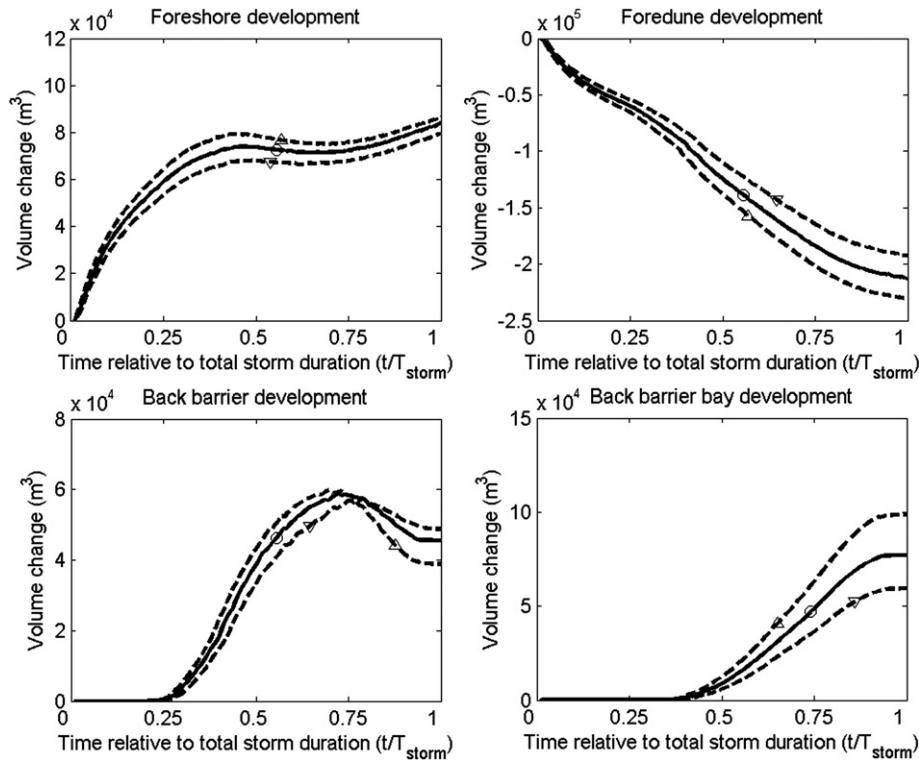 Foreshore development
x 10^4
Volume change (m^3)
12
10
8
6
4
2
0
0 0.25 0.5 0.75 1
Time relative to total storm duration (t/T_storm)
Foredune development
x 10^5
Volume change (m^3)
0
-0.5
-1
-1.5
-2
-2.5
0 0.25 0.5 0.75 1
Time relative to total storm duration (t/T_storm)
Back barrier development
x 10^4
Volume change (m^3)
8
6
4
2
0
0 0.25 0.5 0.75 1
Time relative to total storm duration (t/T_storm)
Back barrier bay development
x 10^4
Volume change (m^3)
15
10
5
0
0 0.25 0.5 0.75 1
Time relative to total storm duration (t/T_storm)